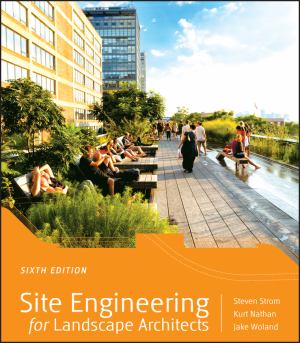 SIXTH EDITION
Site Engineering
for Landscape Architects
Steven Strom
Kurt Nathan
Jake Woland